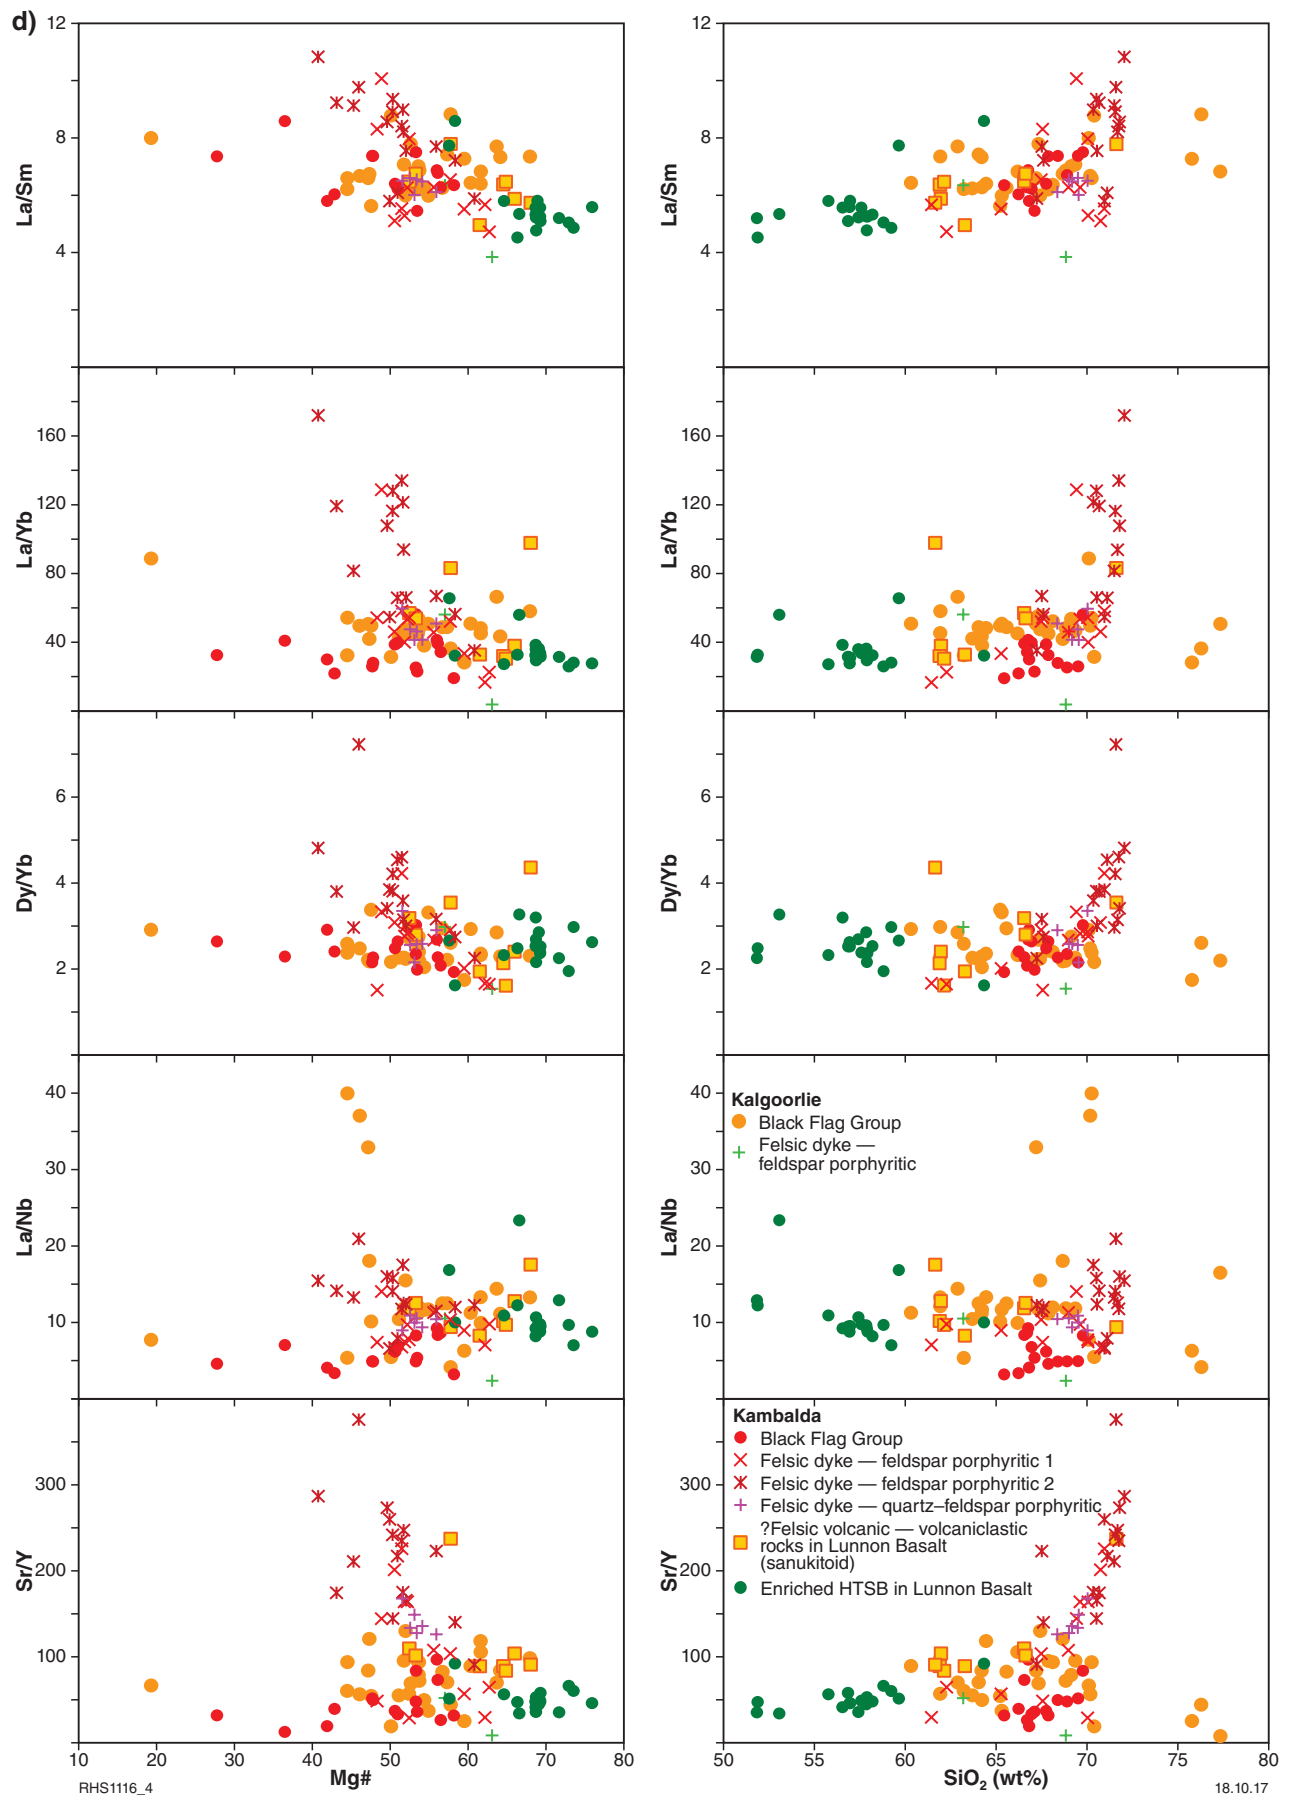 d)
12
8
4
La/Sm
12
8
4
La/Sm
160
120
80
40
La/Yb
160
120
80
40
La/Yb
6
4
2
Dy/Yb
6
4
2
Dy/Yb
40
30
20
10
La/Nb
40
30
20
10
La/Nb
Kalgoorlie
Black Flag Group
Felsic dyke —
feldspar porphyritic
300
200
100
Sr/Y
300
200
100
Sr/Y
Kambalda
Black Flag Group
Felsic dyke — feldspar porphyritic 1
Felsic dyke — feldspar porphyritic 2
Felsic dyke — quartz–feldspar porphyritic
?Felsic volcanic — volcaniclastic
rocks in Lunnon Basalt
(sanukitoid)
Enriched HTSB in Lunnon Basalt
10 20 30 40 50 60 70 80
Mg#
50 55 60 65 70 75 80
SiO₂ (wt%)
RHS1116_4
18.10.17